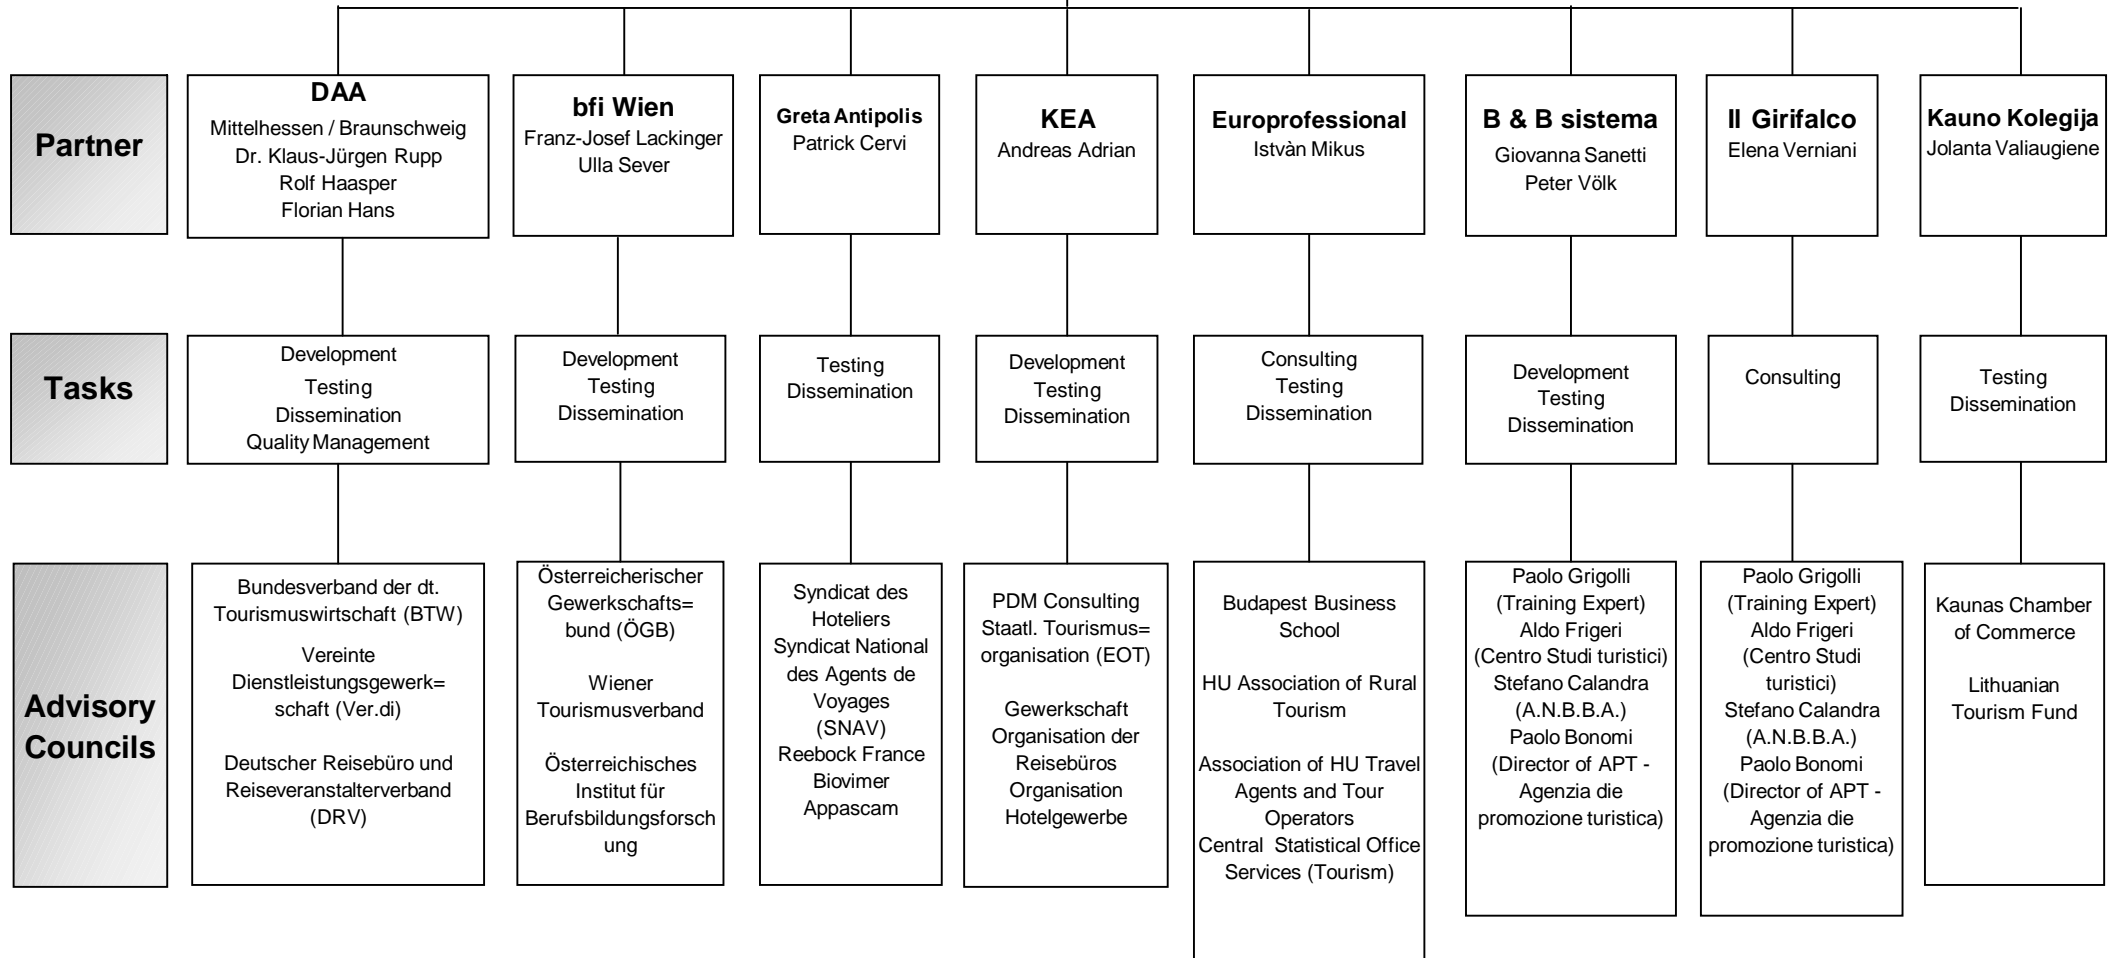 Partner
DAA
Mittelhessen / Braunschweig
Dr. Klaus-Jürgen Rupp
Rolf Haasper
Florian Hans
bfi Wien
Franz-Josef Lackinger
Ulla Sever
Greta Antipolis
Patrick Cervi
KEA
Andreas Adrian
Europrofessional
Istvàn Mikus
B & B sistema
Giovanna Sanetti
Peter Völk
Il Girifalco
Elena Verniani
Kauno Kolegija
Jolanta Valiaugiene
Tasks
Development
Testing
Dissemination
Quality Management
Development
Testing
Dissemination
Testing
Dissemination
Development
Testing
Dissemination
Consulting
Testing
Dissemination
Development
Testing
Dissemination
Consulting
Testing
Dissemination
Advisory
Councils
Bundesverband der dt.
Tourismuswirtschaft (BTW)
Vereinte
Dienstleistungsgewerk=
schaft (Ver.di)
Deutscher Reisebüro und
Reiseveranstalterverband
(DRV)
Österreicherischer
Gewerkschafts=
bund (ÖGB)
Wiener
Tourismusverband
Österreichisches
Institut für
Berufsbildungsforsch
ung
Syndicat des
Hoteliers
Syndicat National
des Agents de
Voyages
(SNAV)
Reebock France
Biovimer
Appascam
PDM Consulting
Staatl. Tourismus=
organisation (EOT)
Gewerkschaft
Organisation der
Reisebüros
Organisation
Hotelgewerbe
Budapest Business
School
HU Association of Rural
Tourism
Association of HU Travel
Agents and Tour
Operators
Central Statistical Office
Services (Tourism)
Paolo Grigolli
(Training Expert)
Aldo Frigeri
(Centro Studi turistici)
Stefano Calandra
(A.N.B.B.A.)
Paolo Bonomi
(Director of APT -
Agenzia die
promozione turistica)
Paolo Grigolli
(Training Expert)
Aldo Frigeri
(Centro Studi
turistici)
Stefano Calandra
(A.N.B.B.A.)
Paolo Bonomi
(Director of APT -
Agenzia die
promozione turistica)
Kaunas Chamber
of Commerce
Lithuanian
Tourism Fund